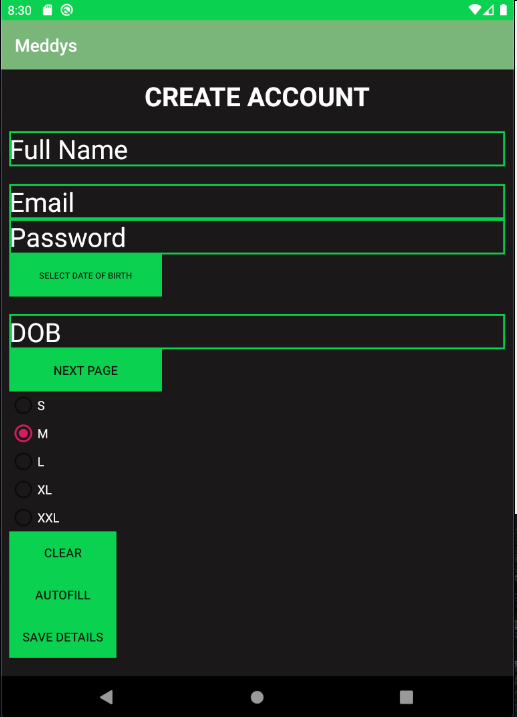 8:30
Meddys
CREATE ACCOUNT
Full Name
Email
Password
SELECT DATE OF BIRTH
DOB
NEXT PAGE
S
M
L
XL
XXL
CLEAR
AUTOFILL
SAVE DETAILS